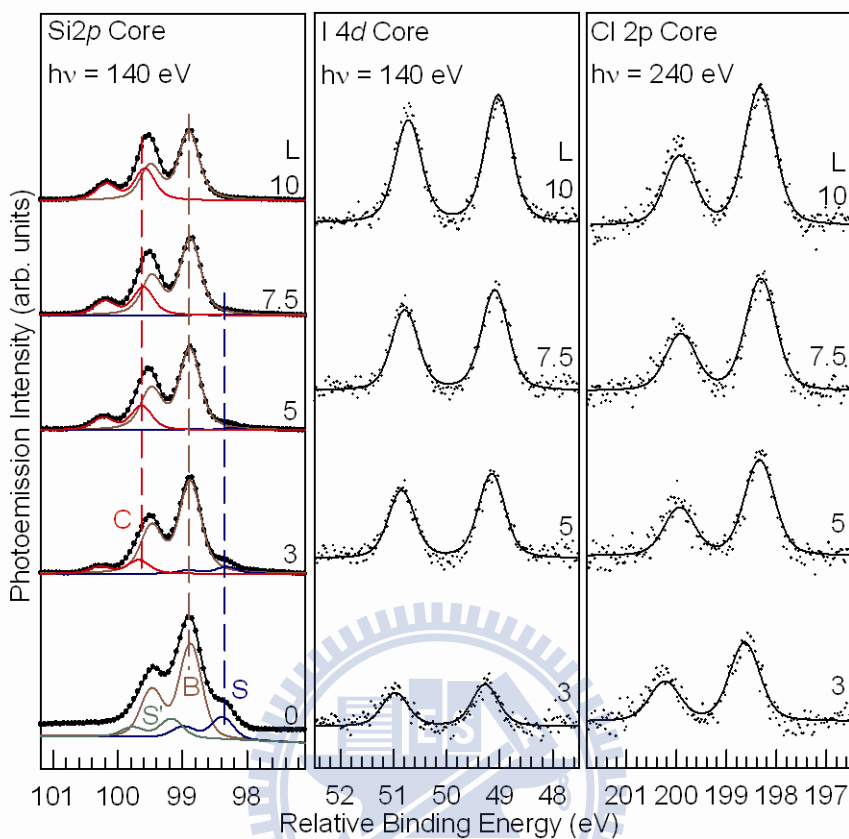 Si2p Core
hν = 140 eV
L
10
7.5
5
3
0
C
S'
B
S
I 4d Core
hν = 140 eV
L
10
7.5
5
3
Cl 2p Core
hν = 240 eV
L
10
7.5
5
3
Photoemission Intensity (arb. units)
101 100 99 98
52 51 50 49 48
201 200 199 198 197
Relative Binding Energy (eV)